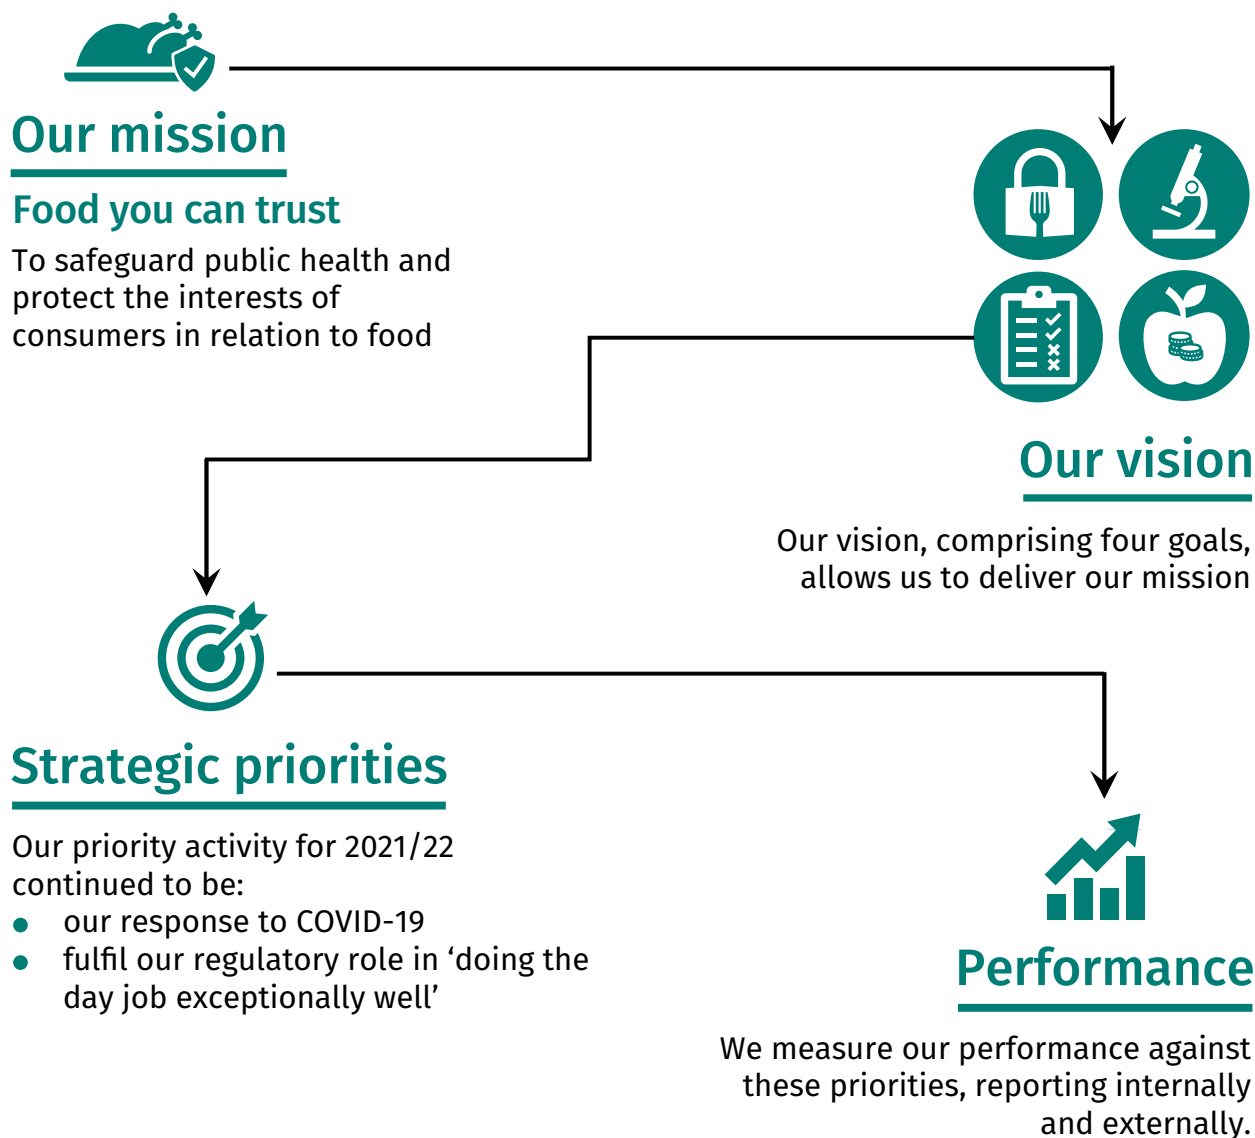 Our mission
Food you can trust
To safeguard public health and
protect the interests of
consumers in relation to food
Our vision
Our vision, comprising four goals,
allows us to deliver our mission
Strategic priorities
Our priority activity for 2021/22
continued to be:
● our response to COVID-19
● fulfil our regulatory role in ‘doing the
day job exceptionally well’
Performance
We measure our performance against
these priorities, reporting internally
and externally.